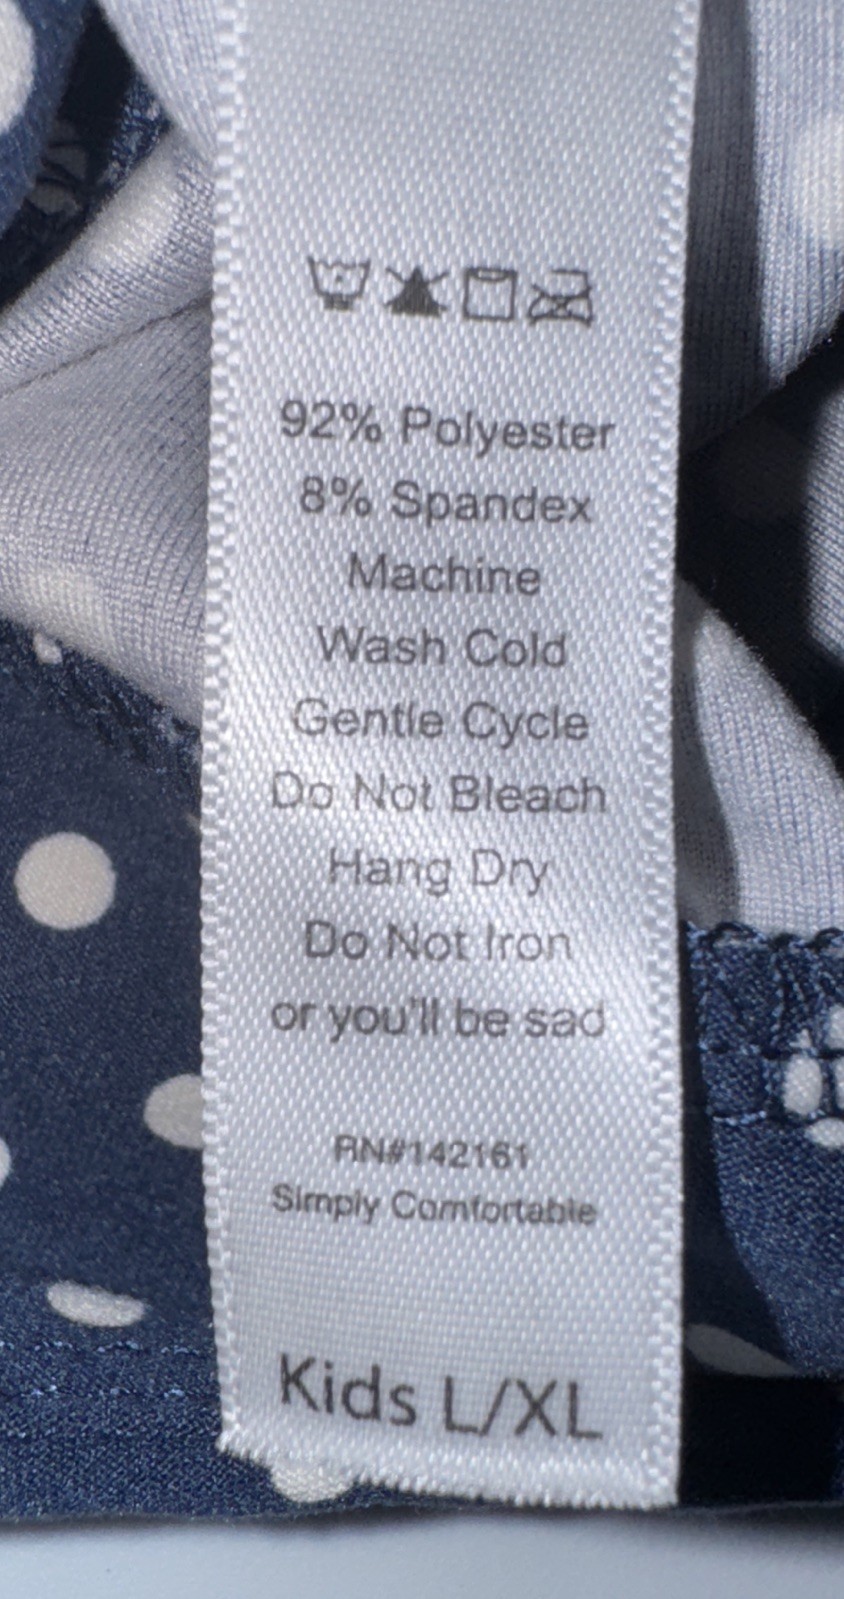 92% Polyester
8% Spandex
Machine
Wash Cold
Gentle Cycle
Do Not Bleach
Hang Dry
Do Not Iron
or you'll be sad
RN#142161
Simply Comfortable
Kids L/XL